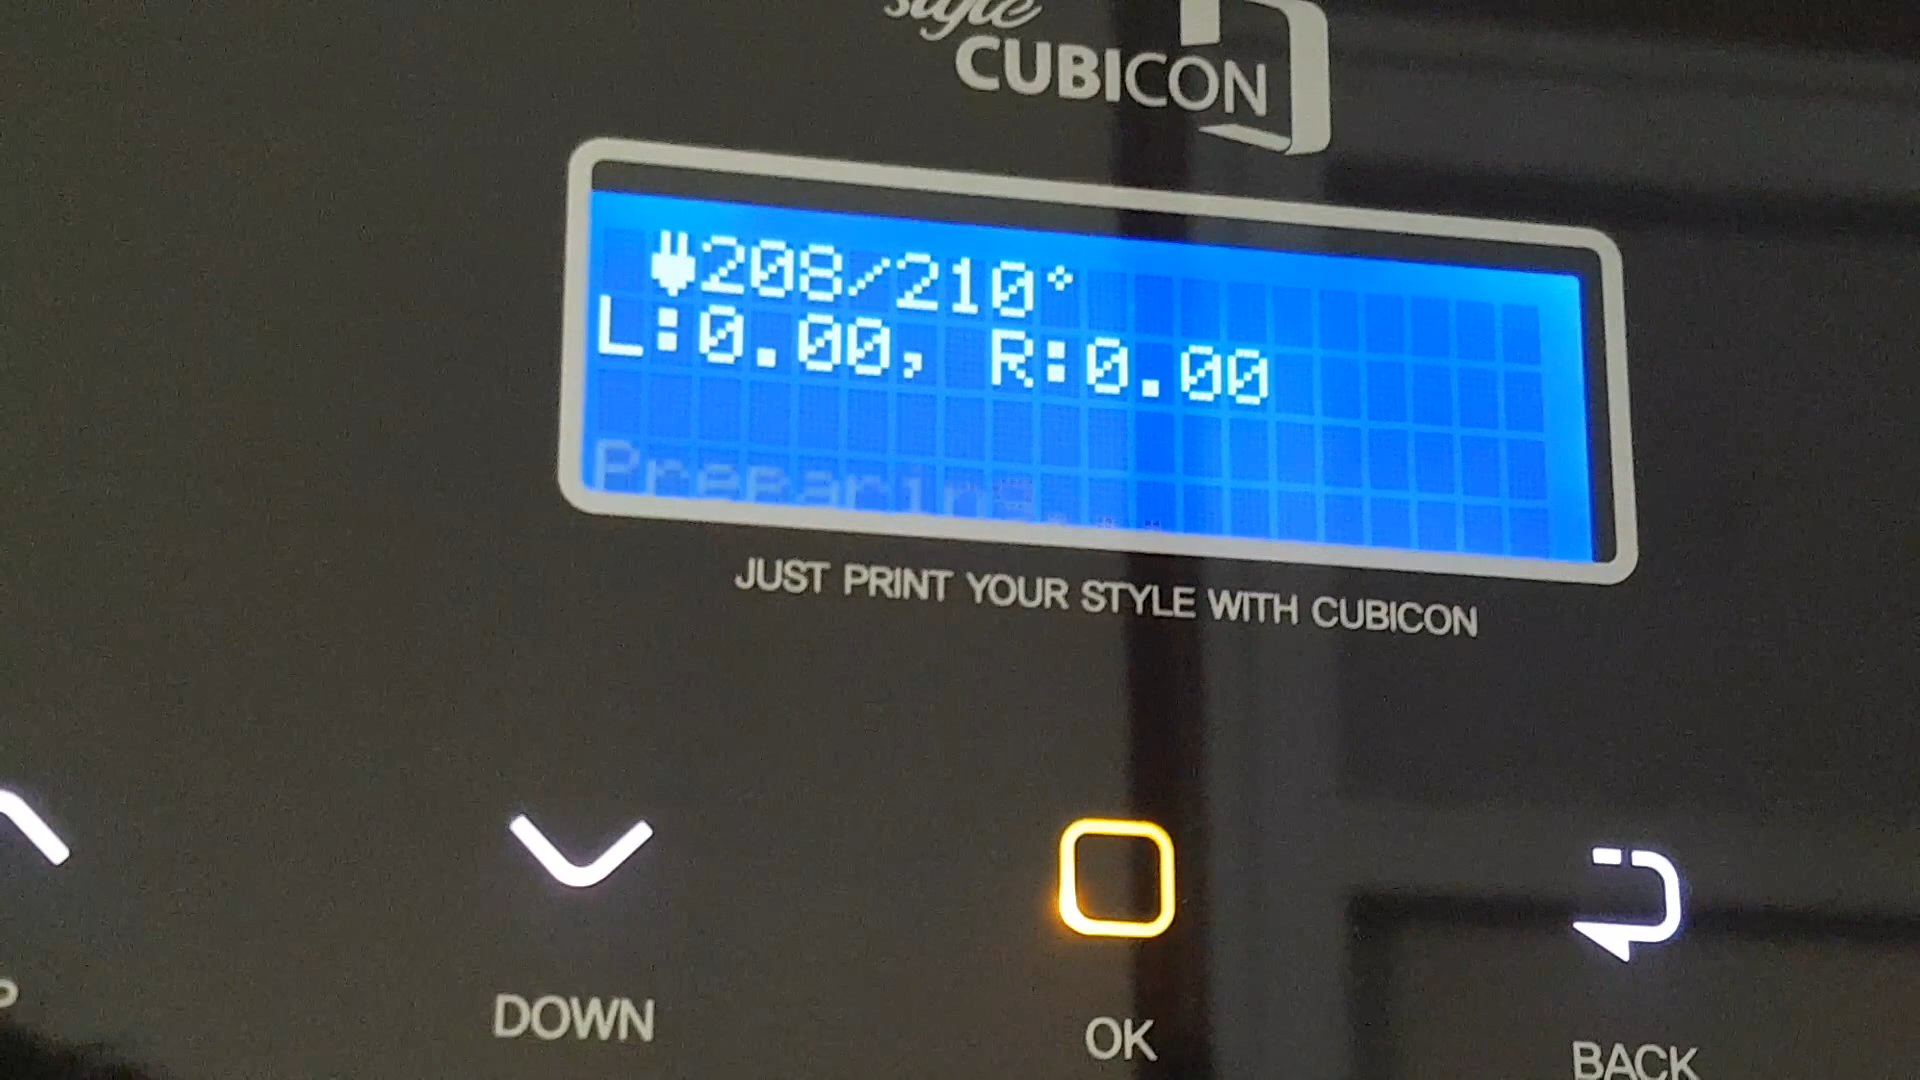 style
CUBICON
208/210°
L:0.00, R:0.00
Preparing...
JUST PRINT YOUR STYLE WITH CUBICON
DOWN
OK
BACK